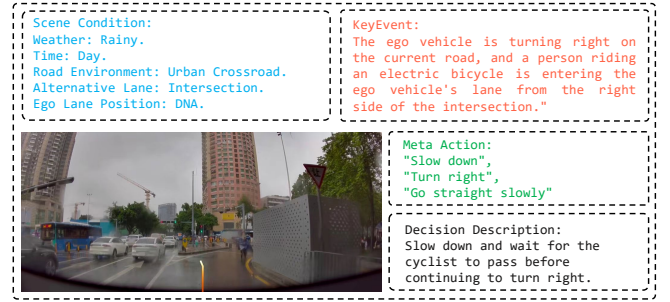 Scene Condition:
Weather: Rainy.
Time: Day.
Road Environment: Urban Crossroad.
Alternative Lane: Intersection.
Ego Lane Position: DNA.
KeyEvent:
The ego vehicle is turning right on
the current road, and a person riding
an electric bicycle is entering the
ego vehicle's lane from the right
side of the intersection."
Meta Action:
"Slow down",
"Turn right",
"Go straight slowly"
Decision Description:
Slow down and wait for the
cyclist to pass before
continuing to turn right.